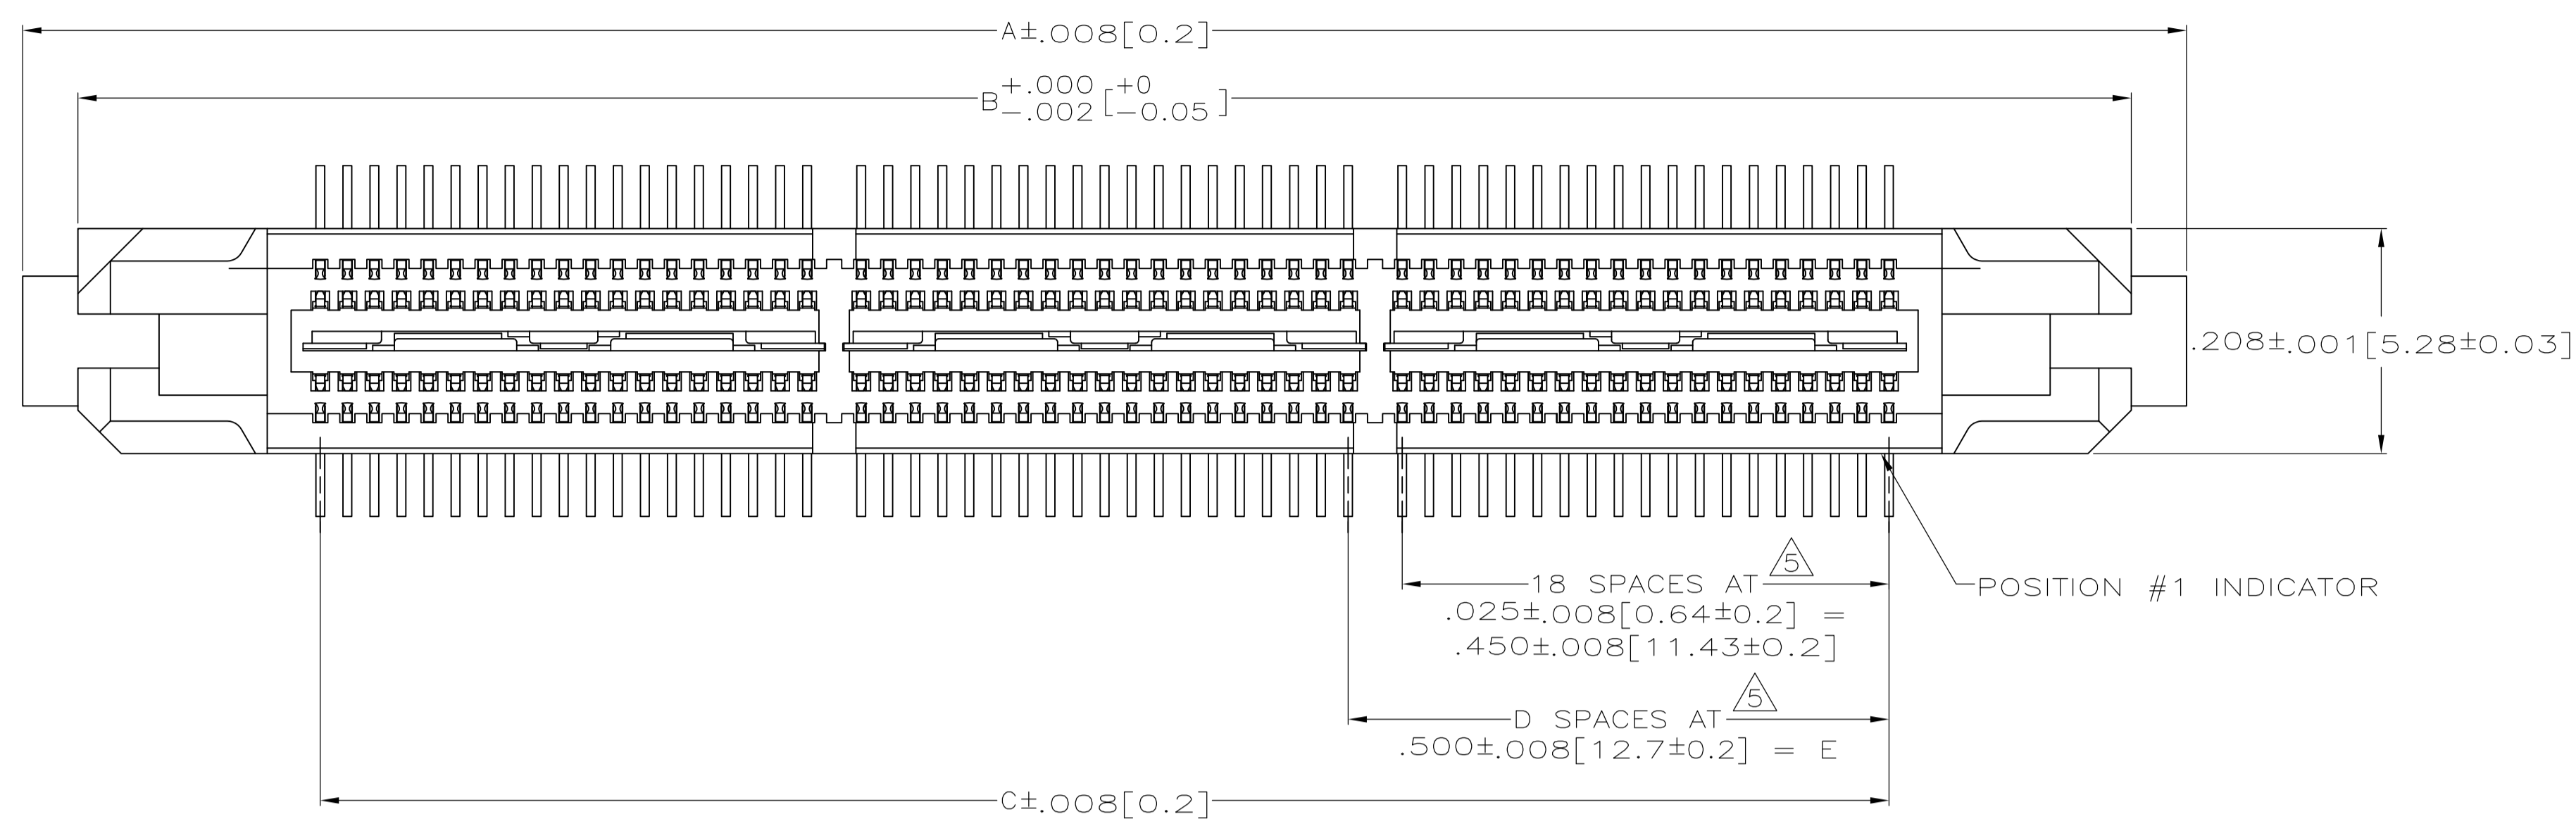 A±.008[0.2]
B+.000 -.002 [+0 -0.05]
.208±.001[5.28±0.03]
5
18 SPACES AT
.025±.008[0.64±0.2] =
.450±.008[11.43±0.2]
POSITION #1 INDICATOR
5
D SPACES AT
.500±.008[12.7±0.2] = E
C±.008[0.2]